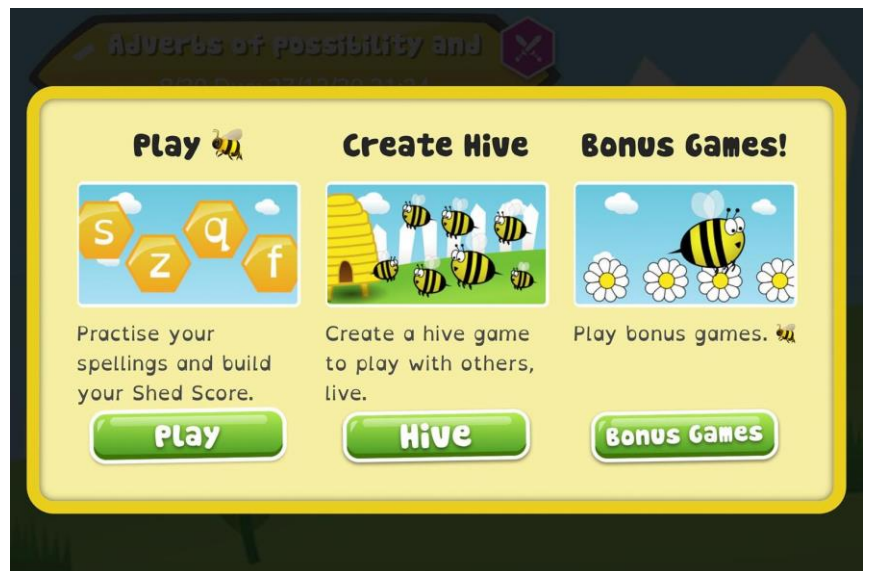 Adverbs of possibility and
Play
Create Hive
Bonus Games!
s
z
q
f
Practise your
spellings and build
your Shed Score.
Create a hive game
to play with others,
live.
Play bonus games.
Play
Hive
Bonus Games